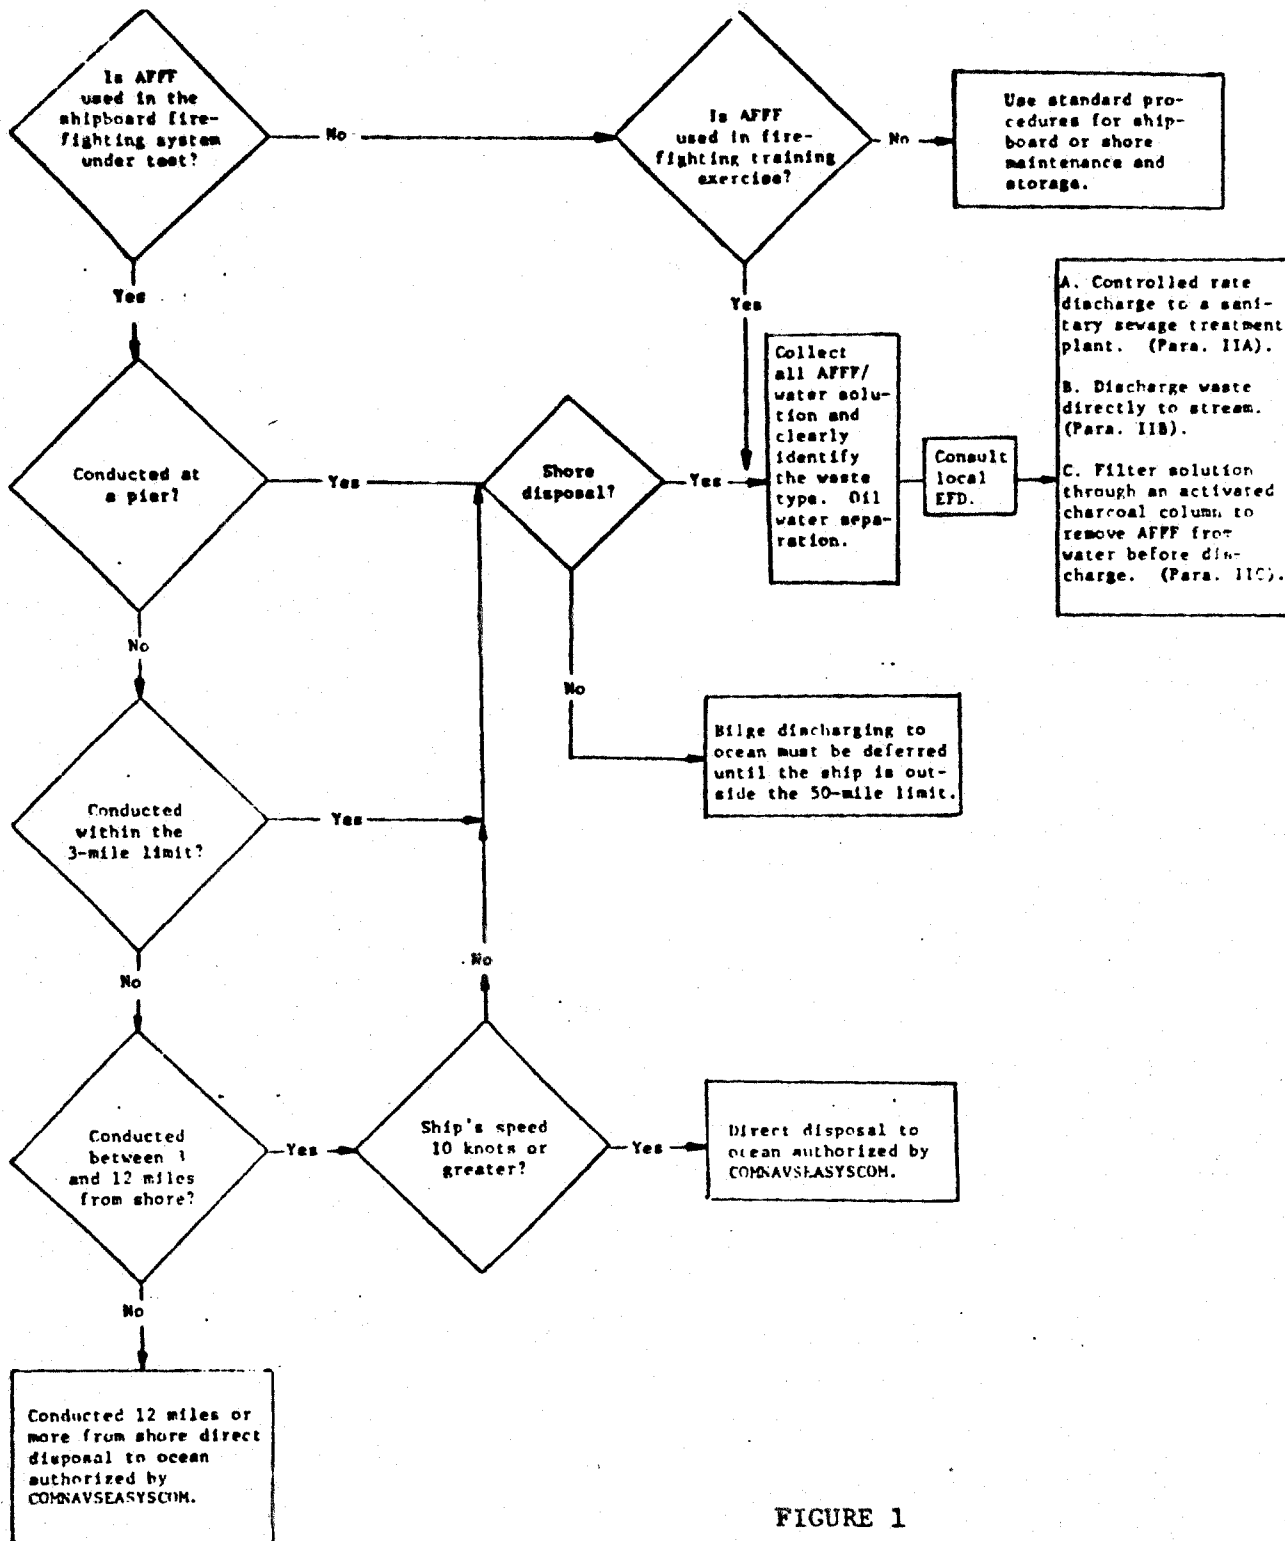 Is AFFF
used in the
shipboard fire-
fighting system
under test?
No
Is AFFF
used in fire-
fighting training
exercise?
No
Use standard pro-
cedures for ship-
board or shore
maintenance and
storage.
Yes
Yes
A. Controlled rate
discharge to a sani-
tary sewage treatment
plant. (Para. IIA).
B. Discharge waste
directly to stream.
(Para. IIB).
C. Filter solution
through an activated
charcoal column to
remove AFFF from
water before dis-
charge. (Para. IIC).
Collect
all AFFF/
water solu-
tion and
clearly
identify
the waste
type. Oil
water sepa-
ration.
Consult
local
EFD.
Conducted at
a pier?
Yes
Shore
disposal?
Yes
No
No
Bilge discharging to
ocean must be deferred
until the ship is out-
side the 50-mile limit.
Conducted
within the
3-mile limit?
Yes
No
No
Conducted
between 3
and 12 miles
from shore?
Yes
Ship's speed
10 knots or
greater?
Yes
Direct disposal to
ocean authorized by
COMNAVSEASYSCOM.
No
Conducted 12 miles or
more from shore direct
disposal to ocean
authorized by
COMNAVSEASYSCOM.
FIGURE 1